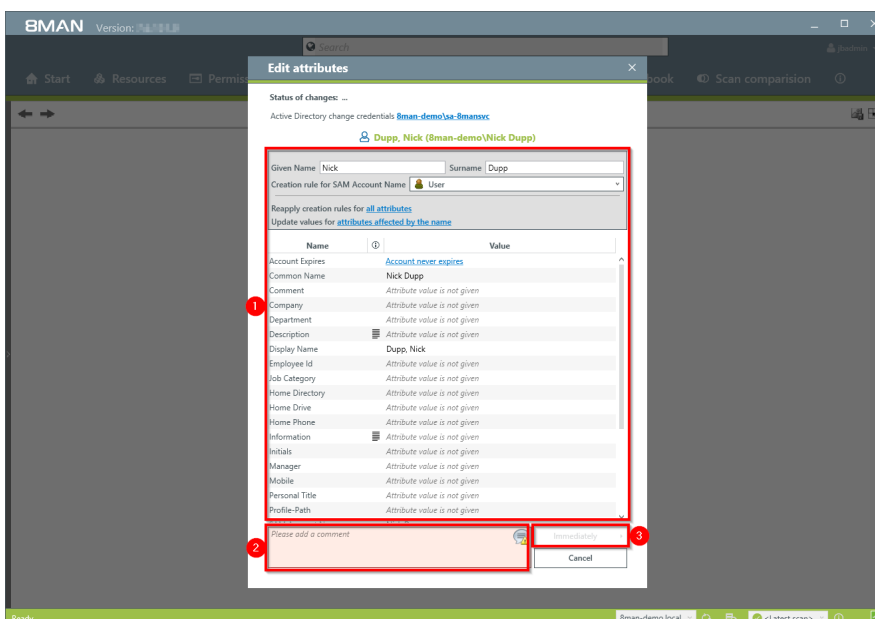 8MAN Version:
Search
jbadmin
Start Resources Permiss book Scan comparision
Edit attributes
Status of changes: ...
Active Directory change credentials 8man-demo\sa-8mansvc
Dupp, Nick (8man-demo\Nick Dupp)
Given Name Nick Surname Dupp
Creation rule for SAM Account Name User
Reapply creation rules for all attributes
Update values for attributes affected by the name
Name Value
Account Expires Account never expires
Common Name Nick Dupp
Comment Attribute value is not given
1
Company Attribute value is not given
Department Attribute value is not given
Description Attribute value is not given
Display Name Dupp, Nick
Employee Id Attribute value is not given
Job Category Attribute value is not given
Home Directory Attribute value is not given
Home Drive Attribute value is not given
Home Phone Attribute value is not given
Information Attribute value is not given
Initials Attribute value is not given
Manager Attribute value is not given
Mobile Attribute value is not given
Personal Title Attribute value is not given
Profile-Path Attribute value is not given
Please add a comment Immediately 3
2
Cancel
Ready 8man-demo.local <Latest scan>